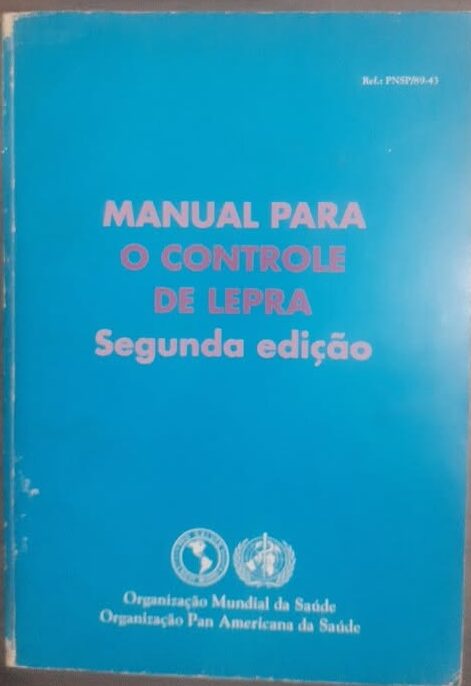 Ref.: PNSP/89-43
MANUAL PARA
O CONTROLE
DE LEPRA
Segunda edição
Organização Mundial da Saúde
Organização Pan Americana da Saúde